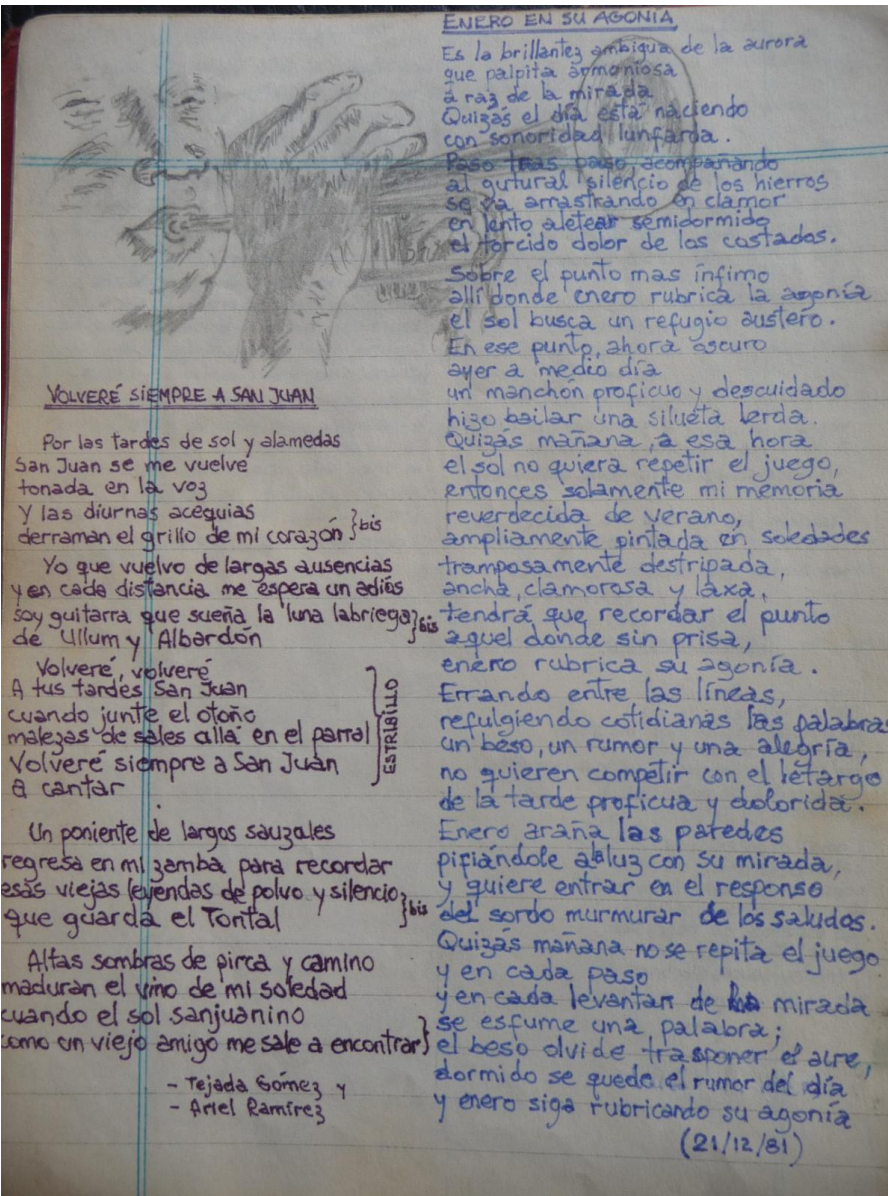 VOLVERÉ SIEMPRE A SAN JUAN
Por las tardes de sol y alamedas
San Juan se me vuelve
tonada en la voz
Y las diurnas acequias
derraman el grillo de mi corazón } bis
Yo que vuelvo de largas ausencias
y en cada distancia me espera un adiós
soy guitarra que sueña la luna labriega } bis
de Ullum y Albardón
Volveré, volveré
A tus tardes San Juan
cuando junte el otoño
malezas de sales allá en el parral
Volveré siempre a San Juan
a cantar
ESTRIBILLO
Un poniente de largos sauzales
regresa en mi zamba para recordar
esas viejas leyendas de polvo y silencio } bis
que guarda el Tontal
Altas sombras de pirca y camino
maduran el vino de mi soledad
cuando el sol sanjuanino
como un viejo amigo me sale a encontrar }
- Tejada Gómez y
- Ariel Ramírez
ENERO EN SU AGONÍA
Es la brillantez ambigua de la aurora
que palpita armoniosa
a raz de la mirada
Quizás el día está naciendo
con sonoridad lunfarda.
Paso tras paso, acompañando
al gutural silencio de los hierros
se va arrastrando en clamor
en lento aletear semidormido
el torcido dolor de los costados.
Sobre el punto mas ínfimo
allí donde enero rubrica la agonía
el sol busca un refugio austero.
En ese punto, ahora oscuro
ayer a medio día
un manchón proficuo y descuidado
hizo bailar una silueta lerda.
Quizás mañana, a esa hora
el sol no quiera repetir el juego,
entonces solamente mi memoria
reverdecida de verano,
ampliamente pintada en soledades
tramposamente destripada,
ancha, clamorosa y laxa,
tendrá que recordar el punto
aquel donde sin prisa,
enero rubrica su agonía.
Errando entre las líneas,
refulgiendo cotidianas las palabras
un beso, un rumor y una alegría,
no quieren competir con el letargo
de la tarde proficua y dolorida.
Enero araña las paredes
pifiándole a luz con su mirada,
y quiere entrar en el responso
del sordo murmurar de los saludos.
Quizás mañana no se repita el juego
y en cada paso
y en cada levantar de mirada
se esfume una palabra;
el beso olvide trasponer el aire,
dormido se quede el rumor del día
y enero siga rubricando su agonía
(21/12/81)